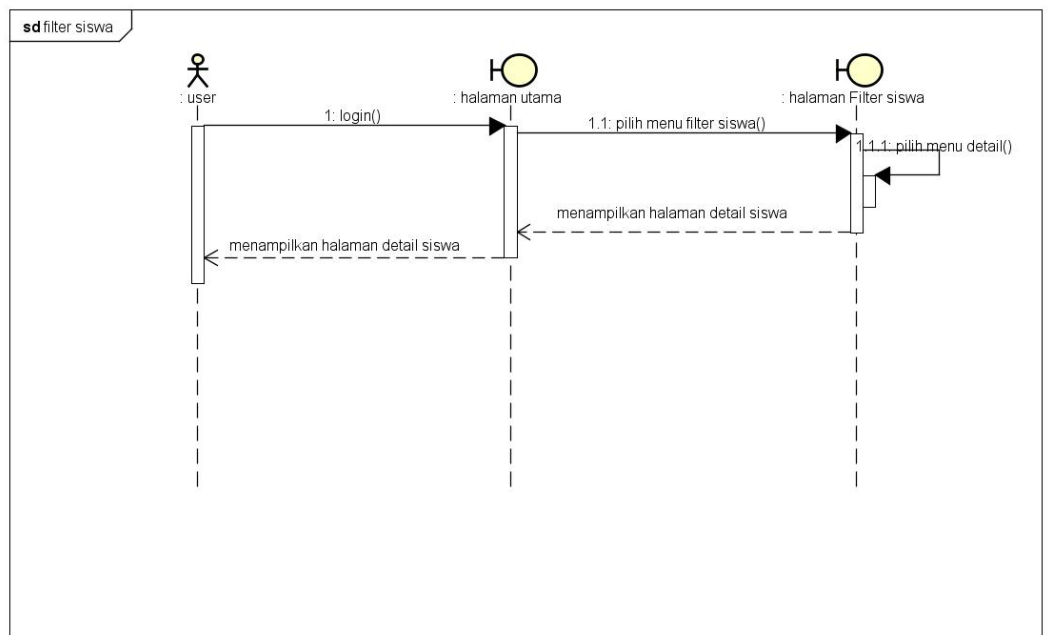 sd filter siswa
: user
: halaman utama
: halaman Filter siswa
1: login()
1.1: pilih menu filter siswa()
1.1.1: pilih menu detail()
menampilkan halaman detail siswa
menampilkan halaman detail siswa